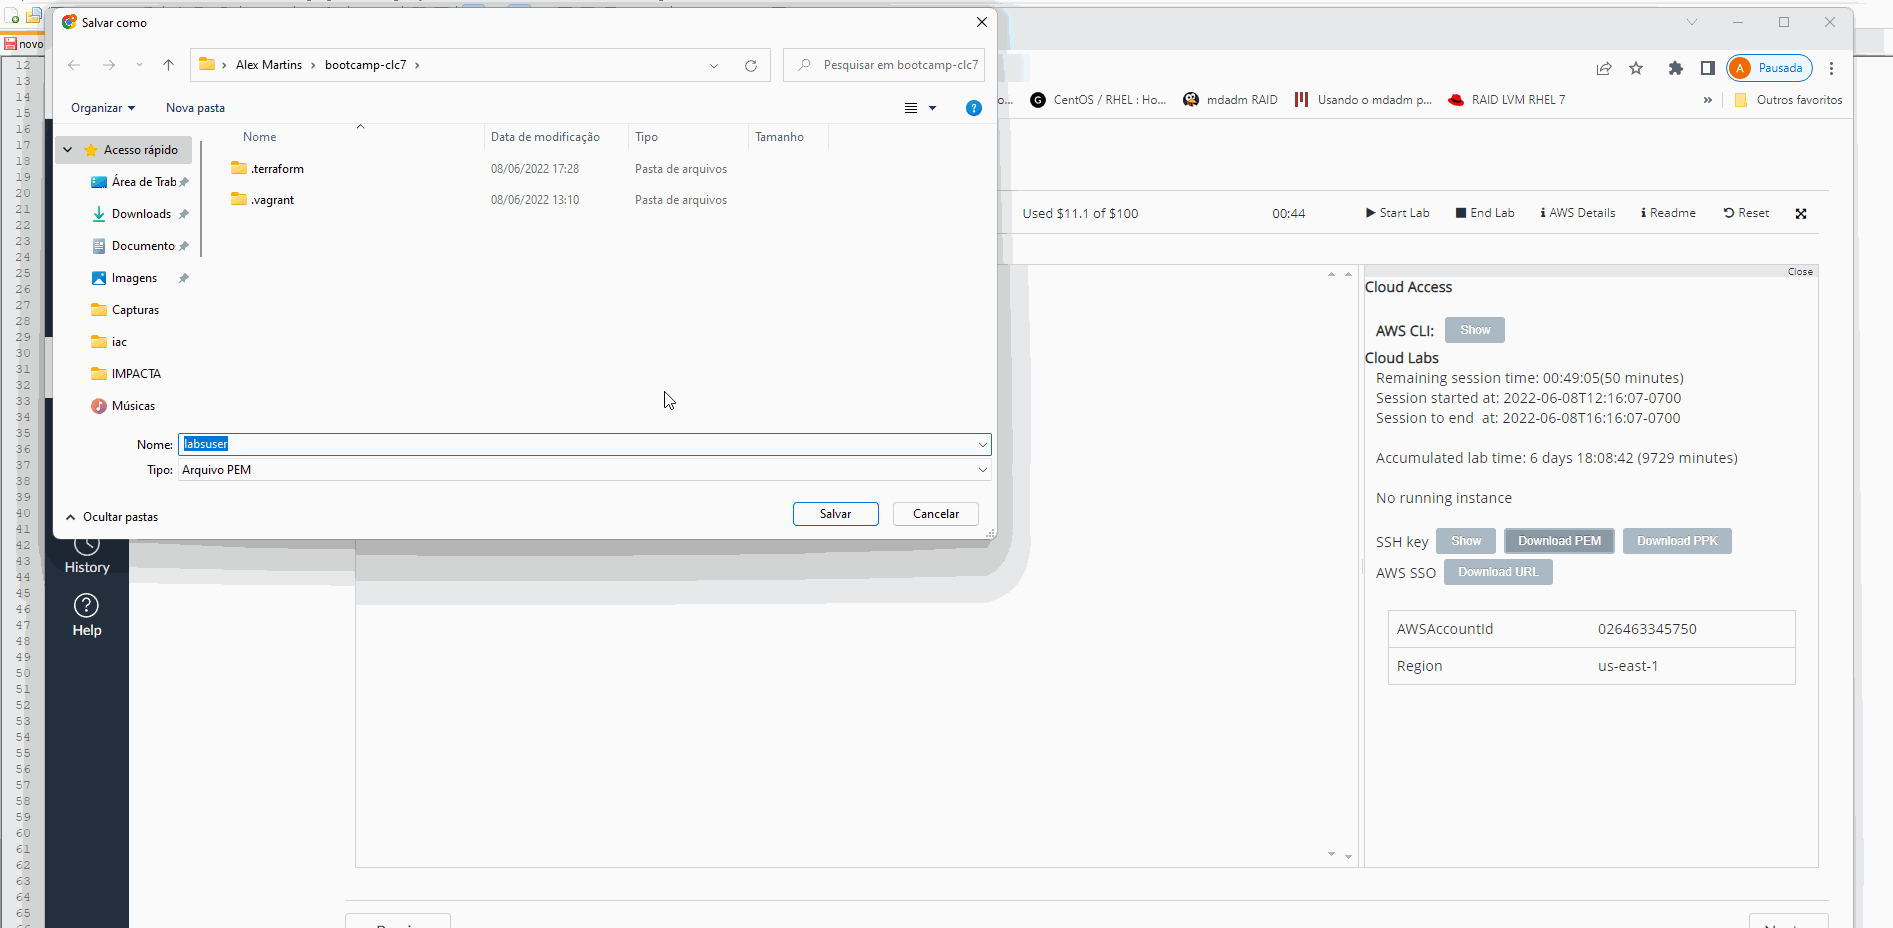 Salvar como
novo
Alex Martins > bootcamp-clc7 >
Pesquisar em bootcamp-clc7
Organizar
Nova pasta
Nome
Data de modificação
Tipo
Tamanho
Acesso rápido
.terraform
08/06/2022 17:28
Pasta de arquivos
.vagrant
08/06/2022 13:10
Pasta de arquivos
Área de Trab
Downloads
Documento
Imagens
Capturas
iac
IMPACTA
Músicas
Nome: labsuser
Tipo: Arquivo PEM
Ocultar pastas
Salvar
Cancelar
A Pausada
o...
CentOS / RHEL : Ho...
mdadm RAID
Usando o mdadm p...
RAID LVM RHEL 7
»
Outros favoritos
Used $11.1 of $100
00:44
Start Lab
End Lab
AWS Details
Readme
Reset
Close
Cloud Access
AWS CLI: Show
Cloud Labs
Remaining session time: 00:49:05(50 minutes)
Session started at: 2022-06-08T12:16:07-0700
Session to end at: 2022-06-08T16:16:07-0700
Accumulated lab time: 6 days 18:08:42 (9729 minutes)
No running instance
SSH key Show Download PEM Download PPK
AWS SSO Download URL
AWSAccountId 026463345750
Region us-east-1
History
Help
12
13
14
15
16
17
18
19
20
21
22
23
24
25
26
27
28
29
30
31
32
33
34
35
36
37
38
39
40
41
42
43
44
45
46
47
48
49
50
51
52
53
54
55
56
57
58
59
60
61
62
63
64
65